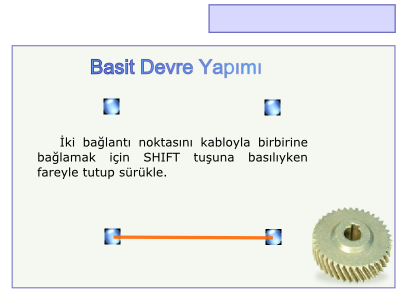 Basit Devre Yapımı
İki bağlantı noktasını kabloyla birbirine
bağlamak için SHIFT tuşuna basılıyken
fareyle tutup sürükle.